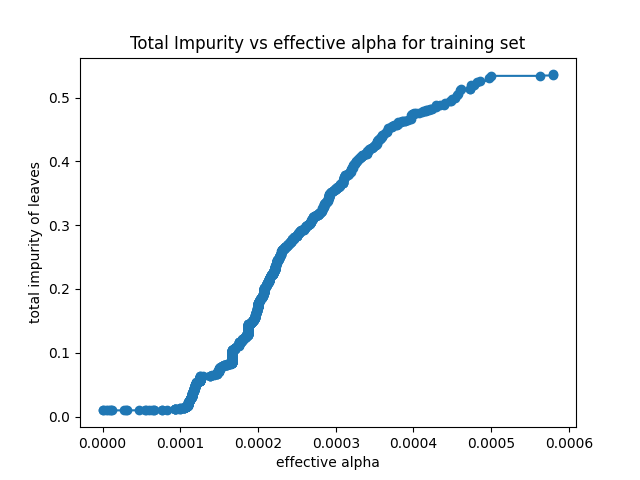 Total Impurity vs effective alpha for training set
total impurity of leaves
0.5
0.4
0.3
0.2
0.1
0.0
0.0000 0.0001 0.0002 0.0003 0.0004 0.0005 0.0006
effective alpha